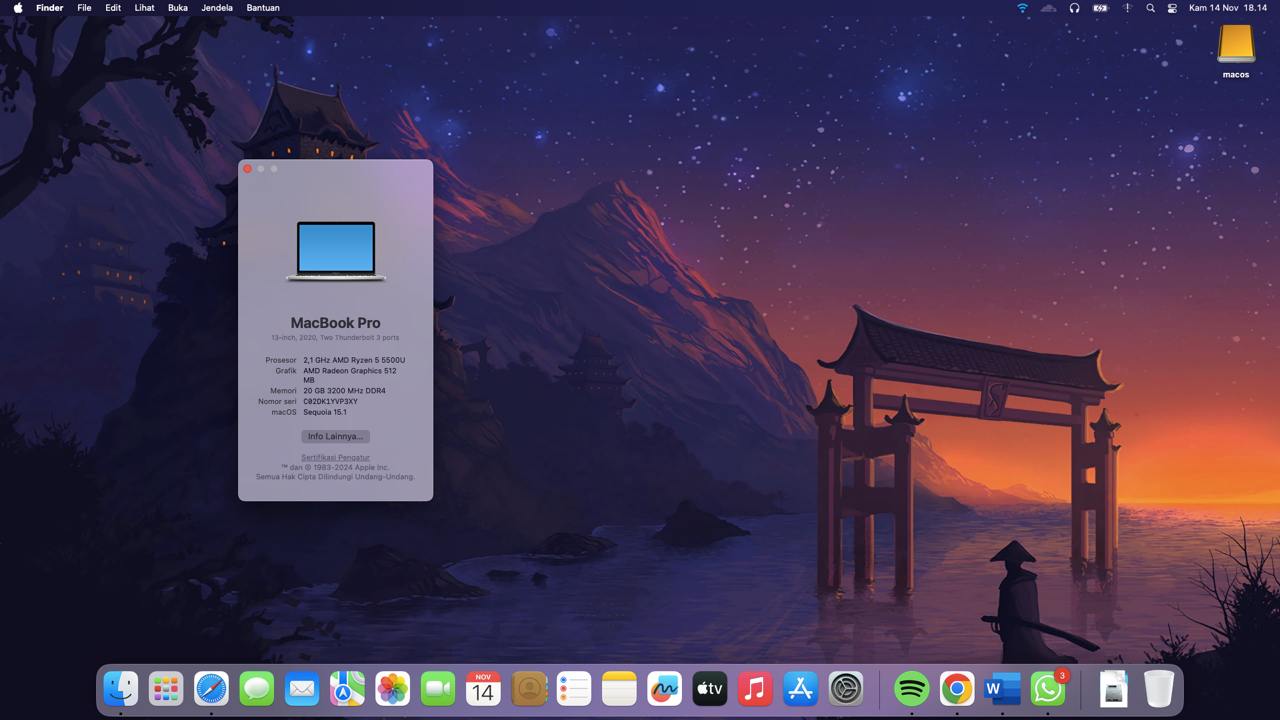 Finder File Edit Lihat Buka Jendela Bantuan
Kam 14 Nov 18.14
macos
MacBook Pro
13-inch, 2020, Two Thunderbolt 3 ports
Prosesor 2,1 GHz AMD Ryzen 5 5500U
Grafik AMD Radeon Graphics 512
MB
Memori 20 GB 3200 MHz DDR4
Nomor seri C02DK1YVP3XY
macOS Sequoia 15.1
Info Lainnya...
Sertifikasi Pengatur
™ dan © 1983-2024 Apple Inc.
Semua Hak Cipta Dilindungi Undang-Undang.
NOV
14
tv
W
3